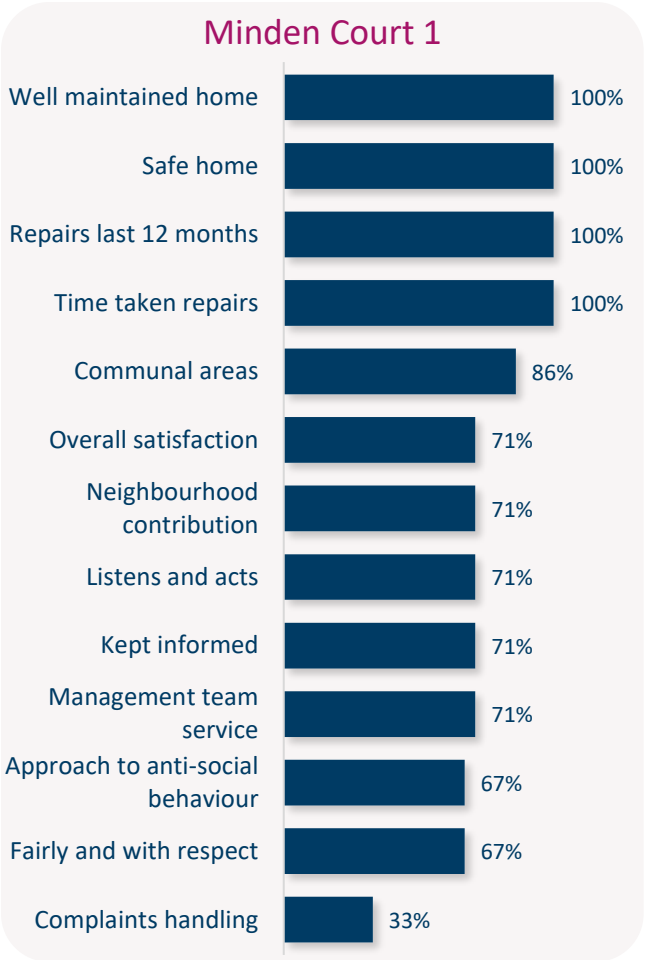 Minden Court 1
Well maintained home 100%
Safe home 100%
Repairs last 12 months 100%
Time taken repairs 100%
Communal areas 86%
Overall satisfaction 71%
Neighbourhood
contribution 71%
Listens and acts 71%
Kept informed 71%
Management team
service 71%
Approach to anti-social
behaviour 67%
Fairly and with respect 67%
Complaints handling 33%